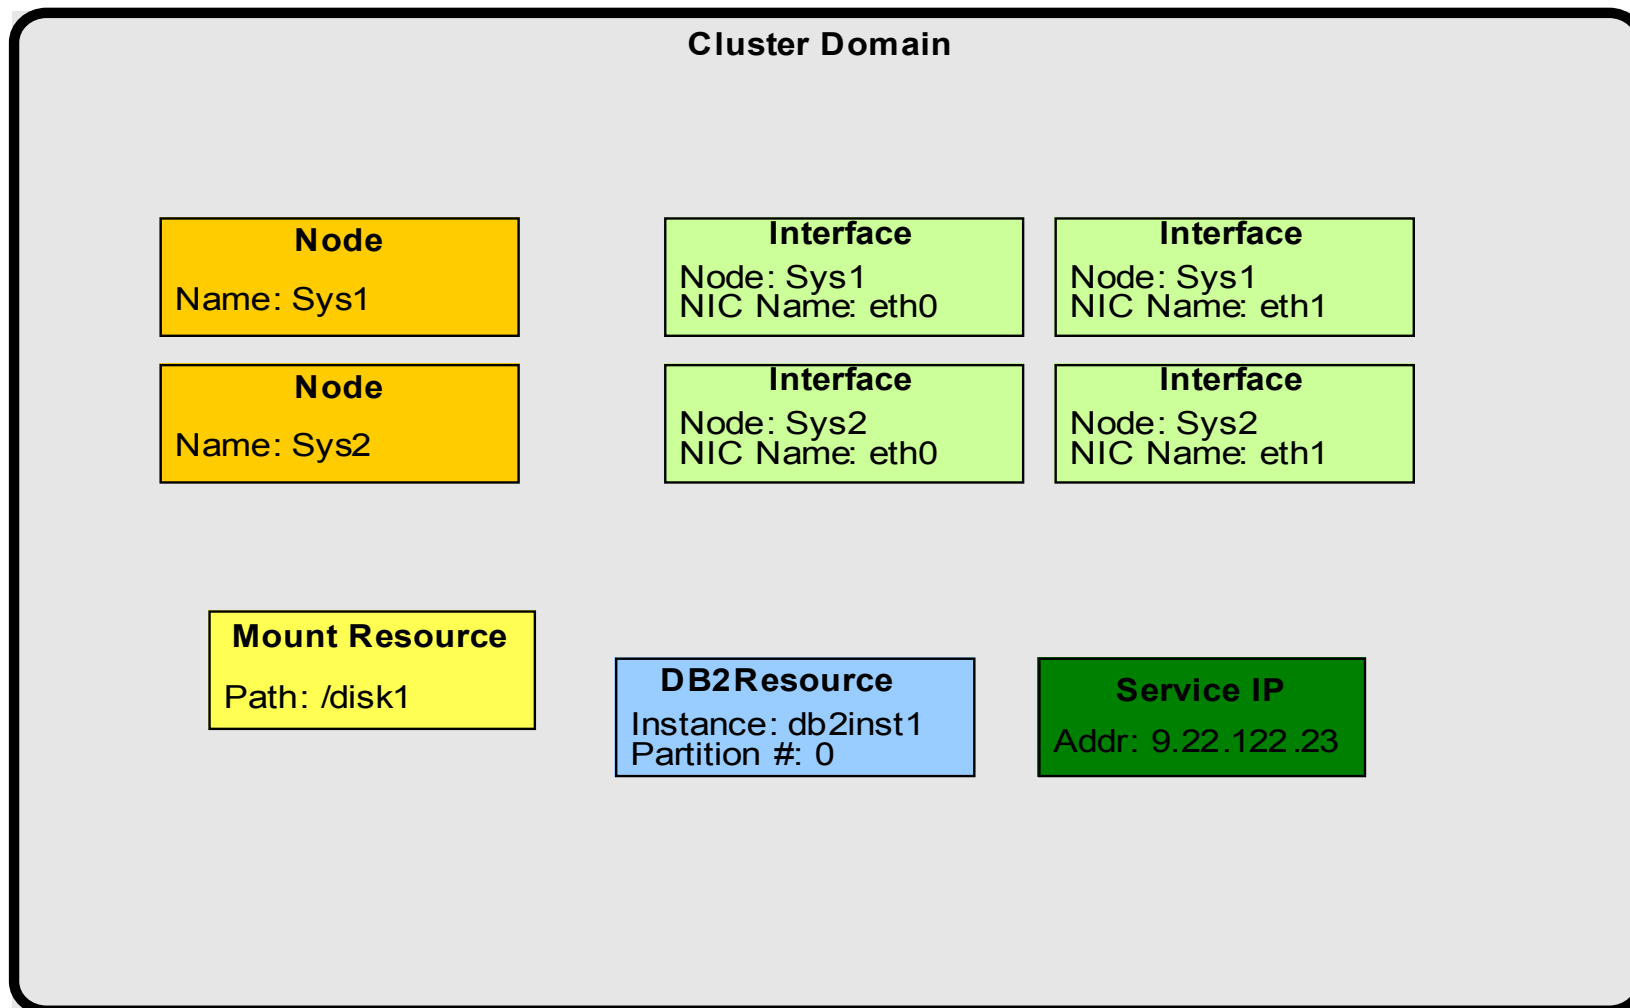 Cluster Domain
Node
Name: Sys1
Interface
Node: Sys1
NIC Name: eth0
Interface
Node: Sys1
NIC Name: eth1
Node
Name: Sys2
Interface
Node: Sys2
NIC Name: eth0
Interface
Node: Sys2
NIC Name: eth1
Mount Resource
Path: /disk1
DB2Resource
Instance: db2inst1
Partition #: 0
Service IP
Addr: 9.22.122.23